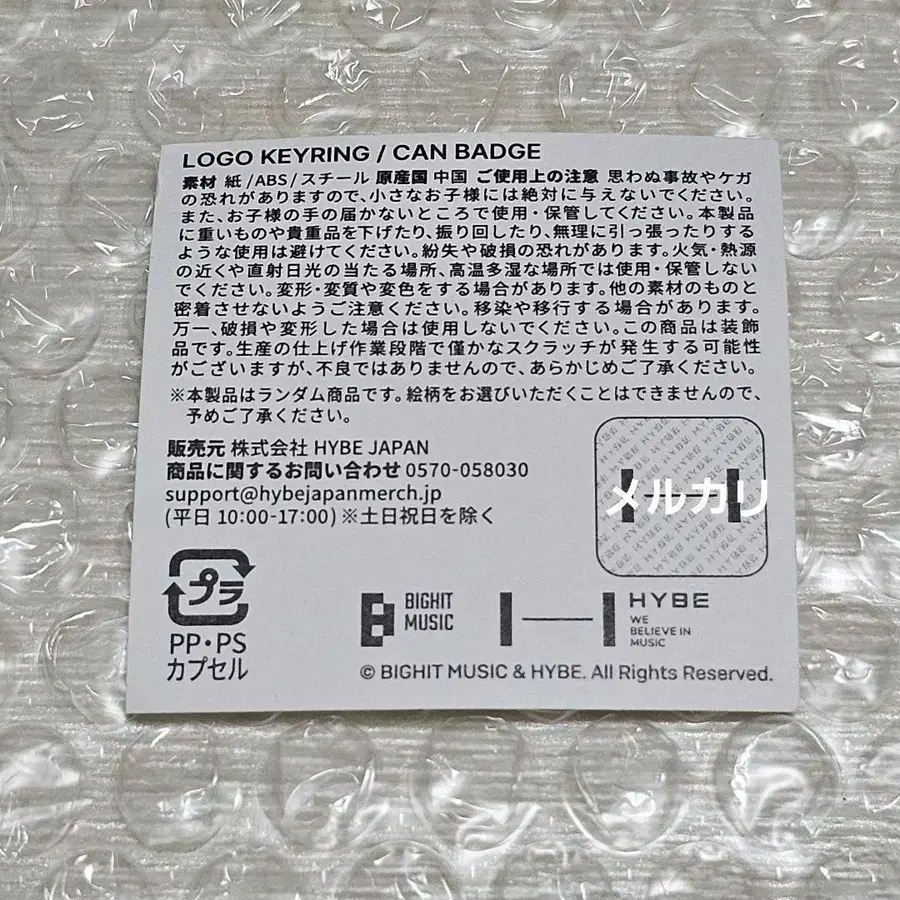 LOGO KEYRING / CAN BADGE
素材 紙/ABS/スチール 原産国 中国 ご使用上の注意 思わぬ事故やケガ
の恐れがありますので、小さなお子様には絶対に与えないでください。
また、お子様の手の届かないところで使用・保管してください。本製品
に重いものや貴重品を下げたり、振り回したり、無理に引っ張ったりする
ような使用は避けてください。紛失や破損の恐れがあります。火気・熱源
の近くや直射日光の当たる場所、高温多湿な場所では使用・保管しない
でください。変形・変質や変色をする場合があります。他の素材のものと
密着させないようご注意ください。移染や移行する場合があります。
万一、破損や変形した場合は使用しないでください。この商品は装飾
品です。生産の仕上げ作業段階で僅かなスクラッチが発生する可能性
がございますが、不良ではありませんので、あらかじめご了承ください。
※本製品はランダム商品です。絵柄をお選びいただくことはできませんので、
予めご了承ください。
販売元 株式会社 HYBE JAPAN
商品に関するお問い合わせ 0570-058030
support@hybejapanmerch.jp
(平日 10:00-17:00) ※土日祝日を除く
メルカリ
プラ
PP・PS
カプセル
BIGHIT
MUSIC
HYBE
WE
BELIEVE IN
MUSIC
© BIGHIT MUSIC & HYBE. All Rights Reserved.